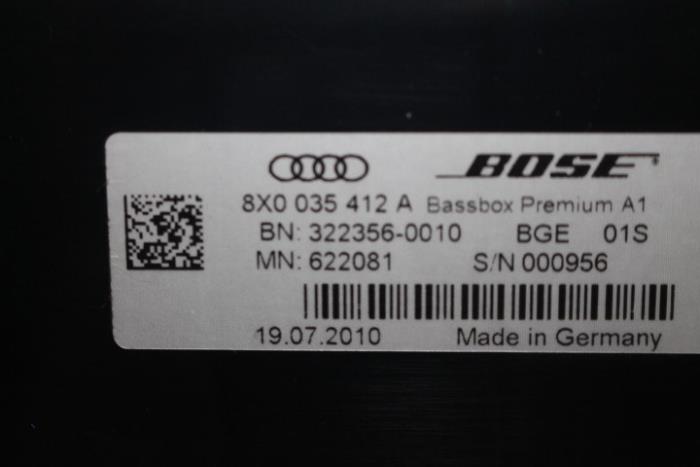 BOSE®
8X0 035 412 A Bassbox Premium A1
BN: 322356-0010 BGE 01S
MN: 622081 S/N 000956
19.07.2010 Made in Germany